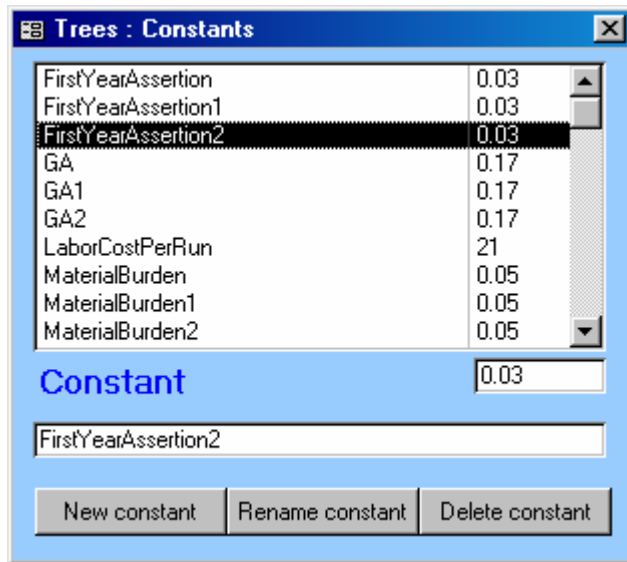 Trees : Constants
FirstYearAssertion 0.03
FirstYearAssertion1 0.03
FirstYearAssertion2 0.03
GA 0.17
GA1 0.17
GA2 0.17
LaborCostPerRun 21
MaterialBurden 0.05
MaterialBurden1 0.05
MaterialBurden2 0.05
Constant 0.03
FirstYearAssertion2
New constant Rename constant Delete constant